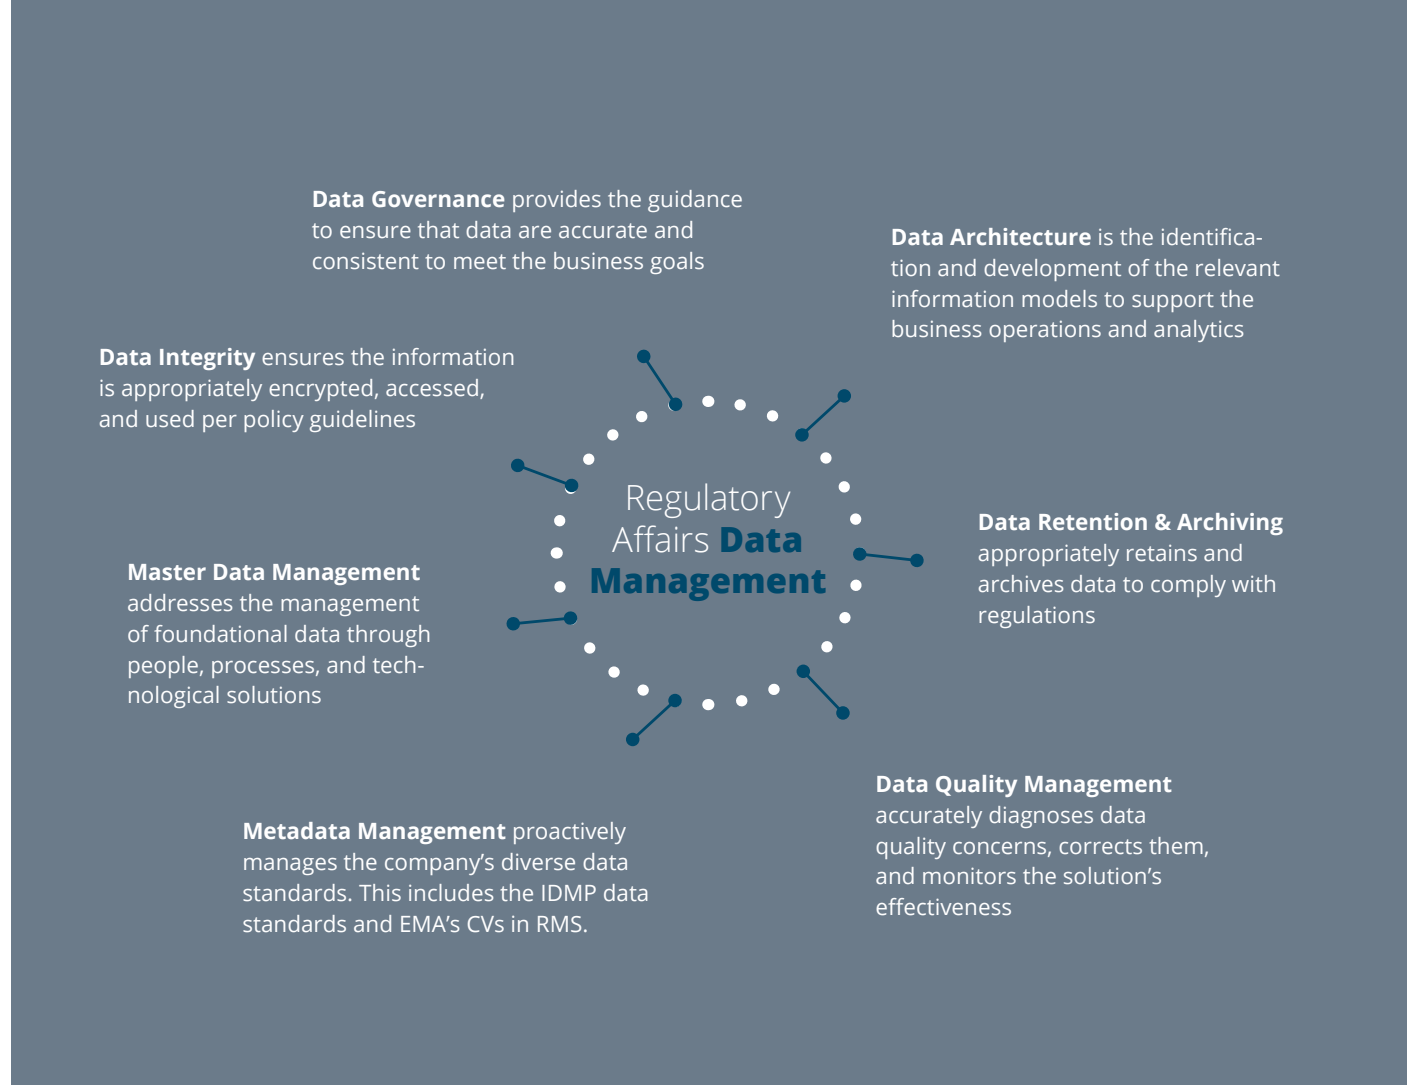 Data Governance provides the guidance
to ensure that data are accurate and
consistent to meet the business goals
Data Architecture is the identifica-
tion and development of the relevant
information models to support the
business operations and analytics
Data Integrity ensures the information
is appropriately encrypted, accessed,
and used per policy guidelines
Regulatory
Affairs Data
Management
Data Retention & Archiving
appropriately retains and
archives data to comply with
regulations
Master Data Management
addresses the management
of foundational data through
people, processes, and tech-
nological solutions
Data Quality Management
accurately diagnoses data
quality concerns, corrects them,
and monitors the solution’s
effectiveness
Metadata Management proactively
manages the company’s diverse data
standards. This includes the IDMP data
standards and EMA’s CVs in RMS.